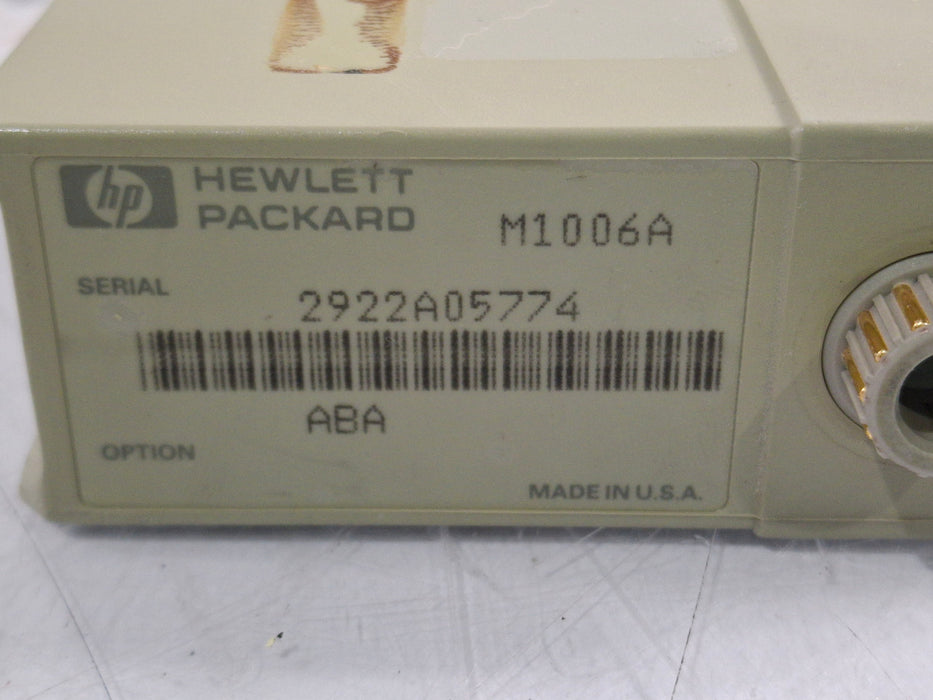 hp HEWLETT
PACKARD
M1006A
SERIAL
2922A05774
ABA
OPTION
MADE IN U.S.A.